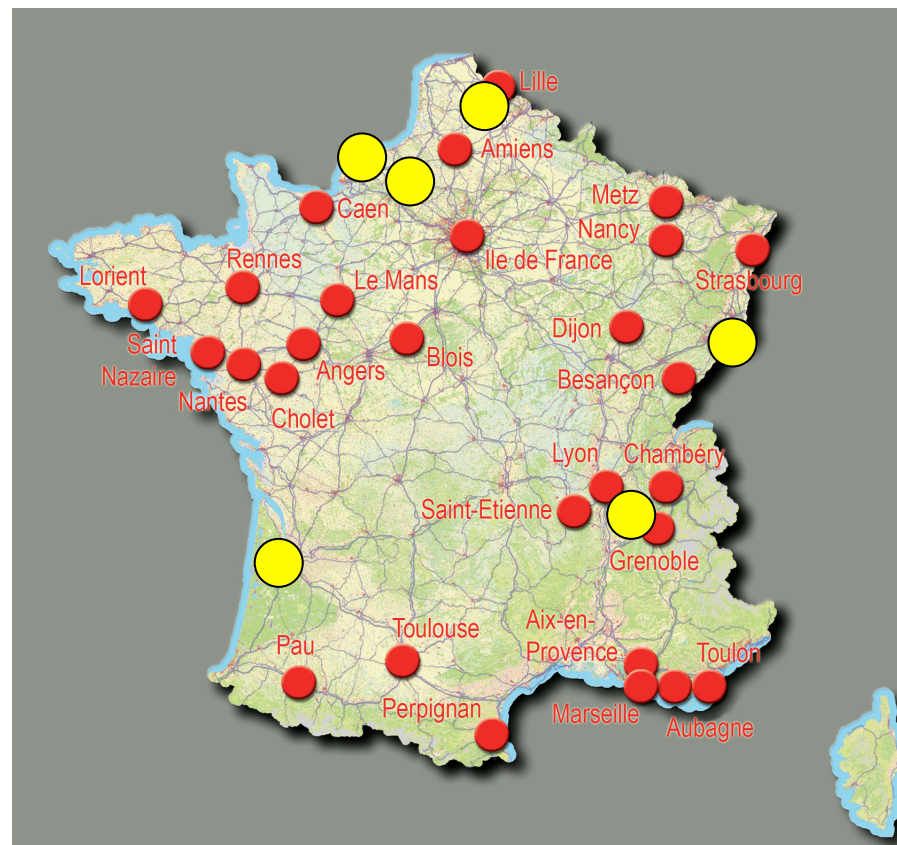 Lille
Amiens
Metz
Caen
Nancy
Ile de France
Rennes
Strasbourg
Lorient
Le Mans
Dijon
Saint
Nazaire
Angers
Blois
Besançon
Nantes
Cholet
Lyon
Chambéry
Saint-Etienne
Grenoble
Aix-en-
Provence
Toulouse
Pau
Toulon
Perpignan
Marseille
Aubagne